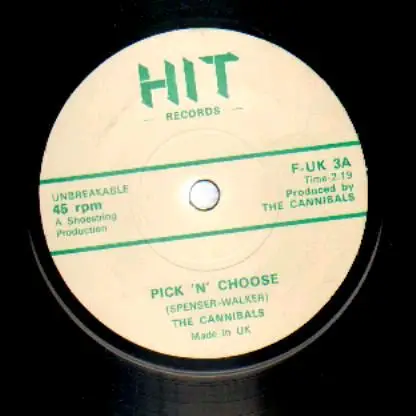 HIT
RECORDS
UNBREAKABLE
45 rpm
A Shoestring
Production
F-UK 3A
Time-2.19
Produced by
THE CANNIBALS
PICK 'N' CHOOSE
(SPENSER-WALKER)
THE CANNIBALS
Made in UK